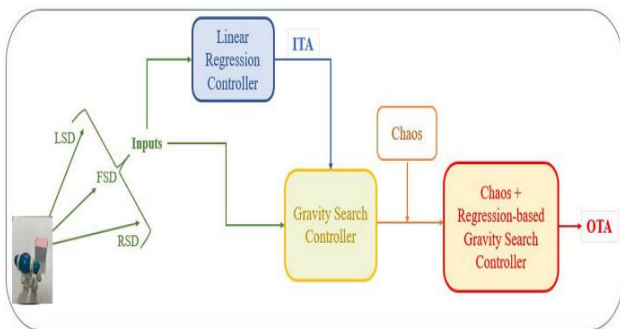 Linear
Regression
Controller
ITA
LSD
FSD
RSD
Inputs
Chaos
Gravity Search
Controller
Chaos +
Regression-based
Gravity Search
Controller
OTA